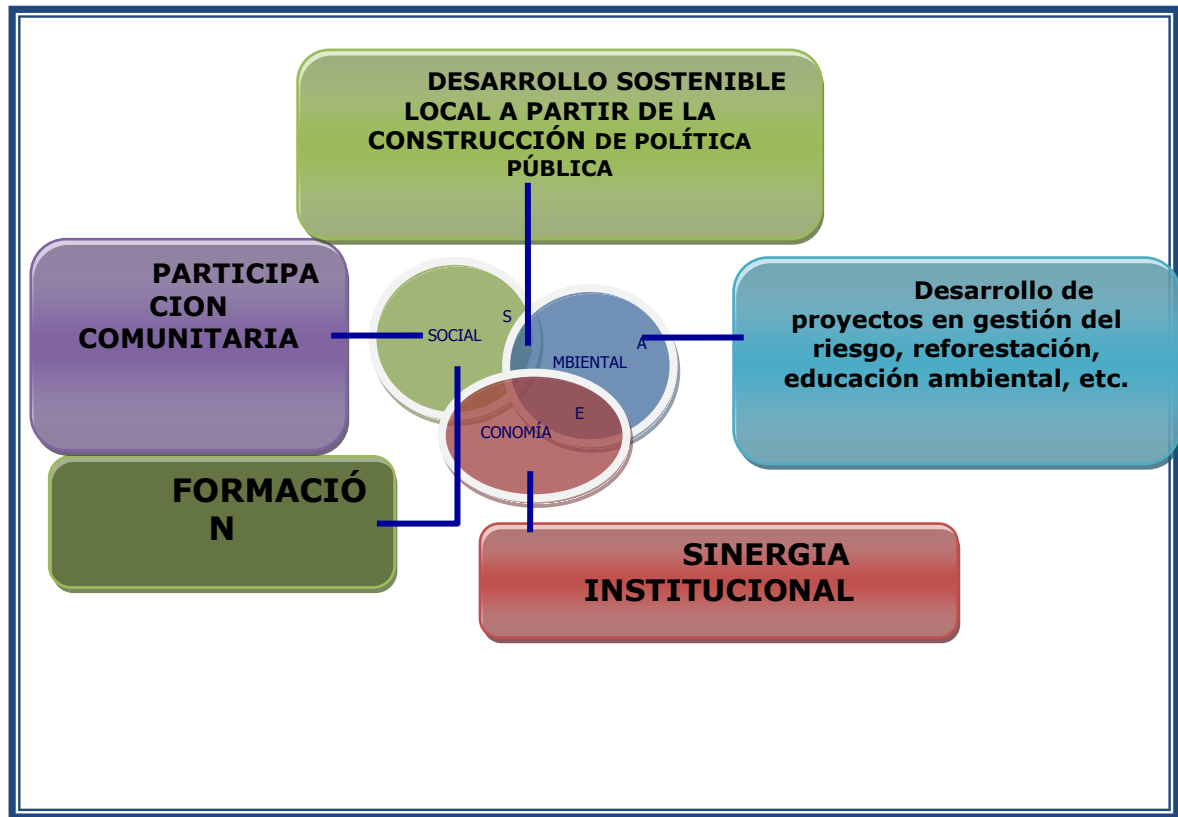 DESARROLLO SOSTENIBLE
LOCAL A PARTIR DE LA
CONSTRUCCIÓN DE POLÍTICA
PÚBLICA
PARTICIPA
CION
COMUNITARIA
S
SOCIAL
A
MBIENTAL
E
CONOMÍA
Desarrollo de
proyectos en gestión del
riesgo, reforestación,
educación ambiental, etc.
FORMACIÓ
N
SINERGIA
INSTITUCIONAL